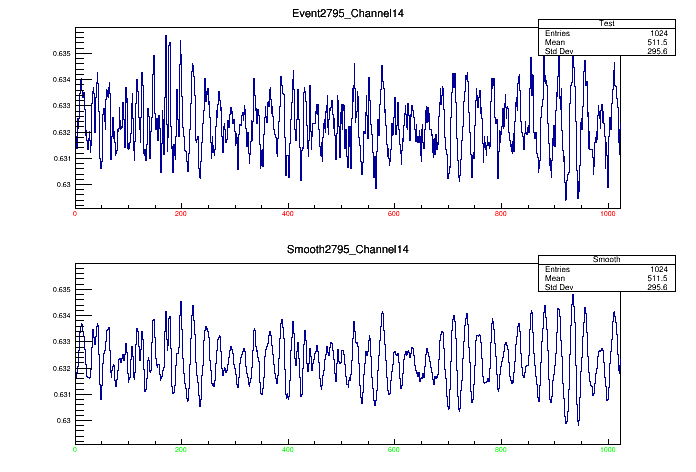 Event2795_Channel14
Test
Entries 1024
Mean 511.5
Std Dev 295.6
0.635
0.634
0.633
0.632
0.631
0.63
0 200 400 600 800 1000
Smooth2795_Channel14
Smooth
Entries 1024
Mean 511.5
Std Dev 295.6
0.635
0.634
0.633
0.632
0.631
0.63
0 200 400 600 800 1000